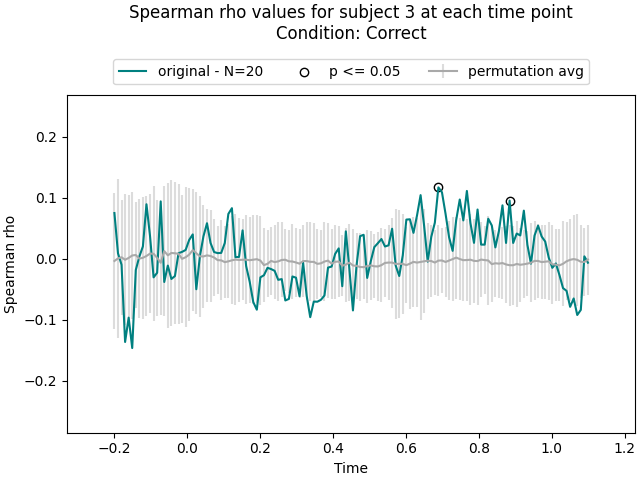 Spearman rho values for subject 3 at each time point
Condition: Correct
original - N=20
p <= 0.05
permutation avg
0.2
0.1
0.0
−0.1
−0.2
Spearman rho
−0.2
0.0
0.2
0.4
0.6
0.8
1.0
1.2
Time